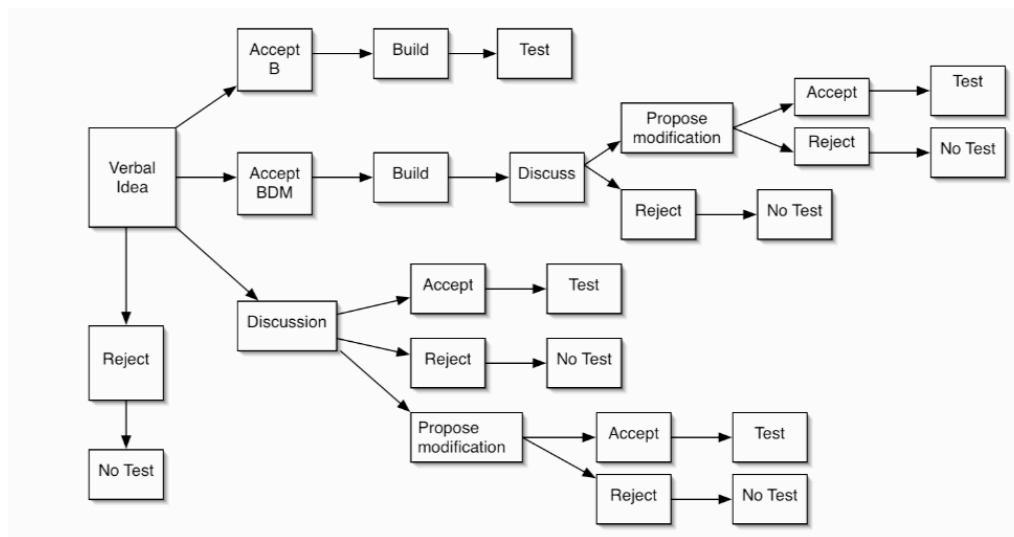 Accept
B
Build
Test
Verbal
Idea
Accept
BDM
Build
Discuss
Propose
modification
Accept
Test
Reject
No Test
Reject
No Test
Discussion
Accept
Test
Reject
No Test
Propose
modification
Accept
Test
Reject
No Test
Reject
No Test